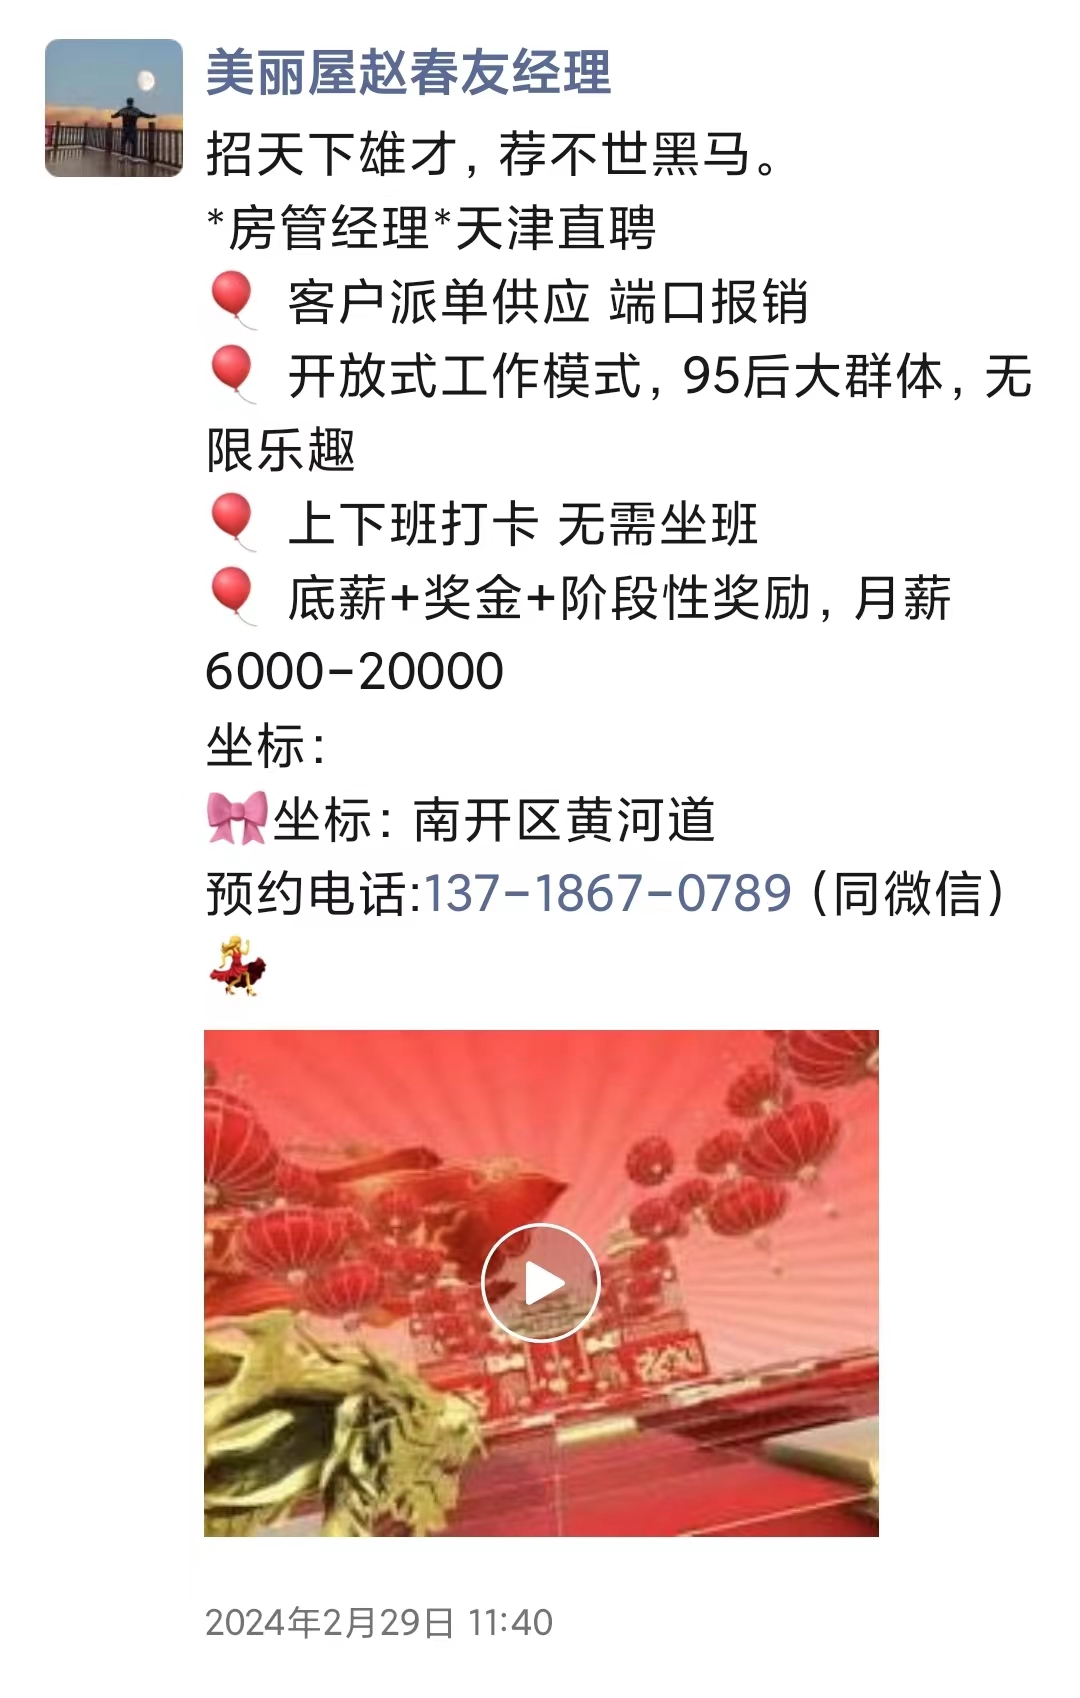 美丽屋赵春友经理
招天下雄才，荐不世黑马。
*房管经理*天津直聘
🎈 客户派单供应 端口报销
🎈 开放式工作模式，95后大群体，无
限乐趣
🎈 上下班打卡 无需坐班
🎈 底薪+奖金+阶段性奖励，月薪
6000-20000
坐标：
🎀坐标：南开区黄河道
预约电话:137-1867-0789（同微信）
💃
2024年2月29日 11:40